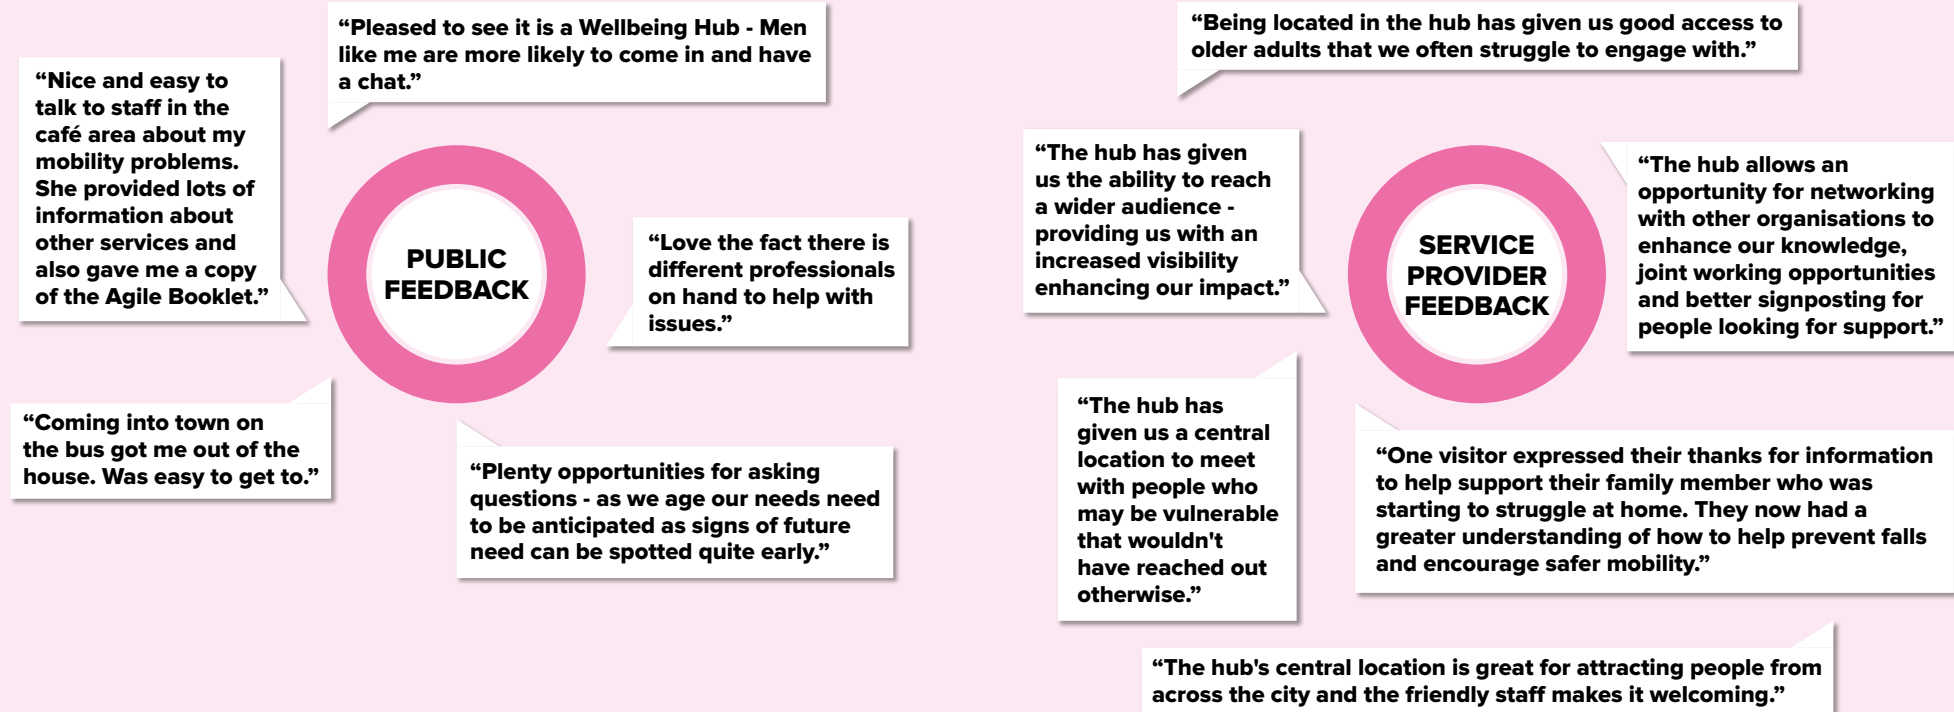 “Pleased to see it is a Wellbeing Hub - Men
like me are more likely to come in and have
a chat.”
“Nice and easy to
talk to staff in the
café area about my
mobility problems.
She provided lots of
information about
other services and
also gave me a copy
of the Agile Booklet.”
PUBLIC
FEEDBACK
“Love the fact there is
different professionals
on hand to help with
issues.”
“Coming into town on
the bus got me out of the
house. Was easy to get to.”
“Plenty opportunities for asking
questions - as we age our needs need
to be anticipated as signs of future
need can be spotted quite early.”
“Being located in the hub has given us good access to
older adults that we often struggle to engage with.”
“The hub has given
us the ability to reach
a wider audience -
providing us with an
increased visibility
enhancing our impact.”
SERVICE
PROVIDER
FEEDBACK
“The hub allows an
opportunity for networking
with other organisations to
enhance our knowledge,
joint working opportunities
and better signposting for
people looking for support.”
“The hub has
given us a central
location to meet
with people who
may be vulnerable
that wouldn't
have reached out
otherwise.”
“One visitor expressed their thanks for information
to help support their family member who was
starting to struggle at home. They now had a
greater understanding of how to help prevent falls
and encourage safer mobility.”
“The hub's central location is great for attracting people from
across the city and the friendly staff makes it welcoming.”